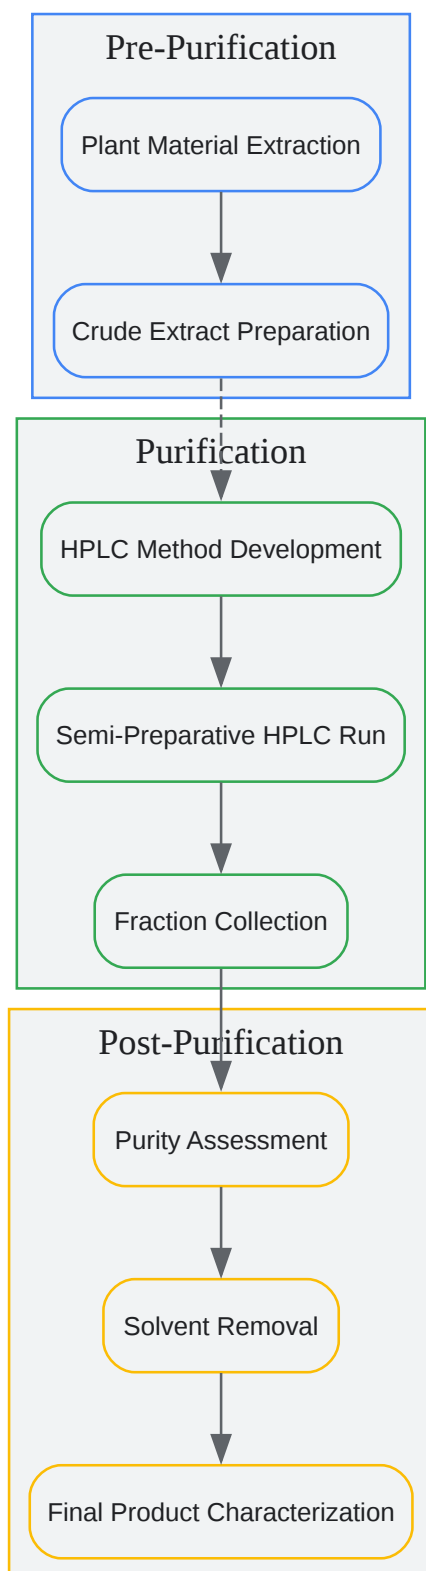 Pre-Purification
Plant Material Extraction
Crude Extract Preparation
Purification
HPLC Method Development
Semi-Preparative HPLC Run
Fraction Collection
Post-Purification
Purity Assessment
Solvent Removal
Final Product Characterization